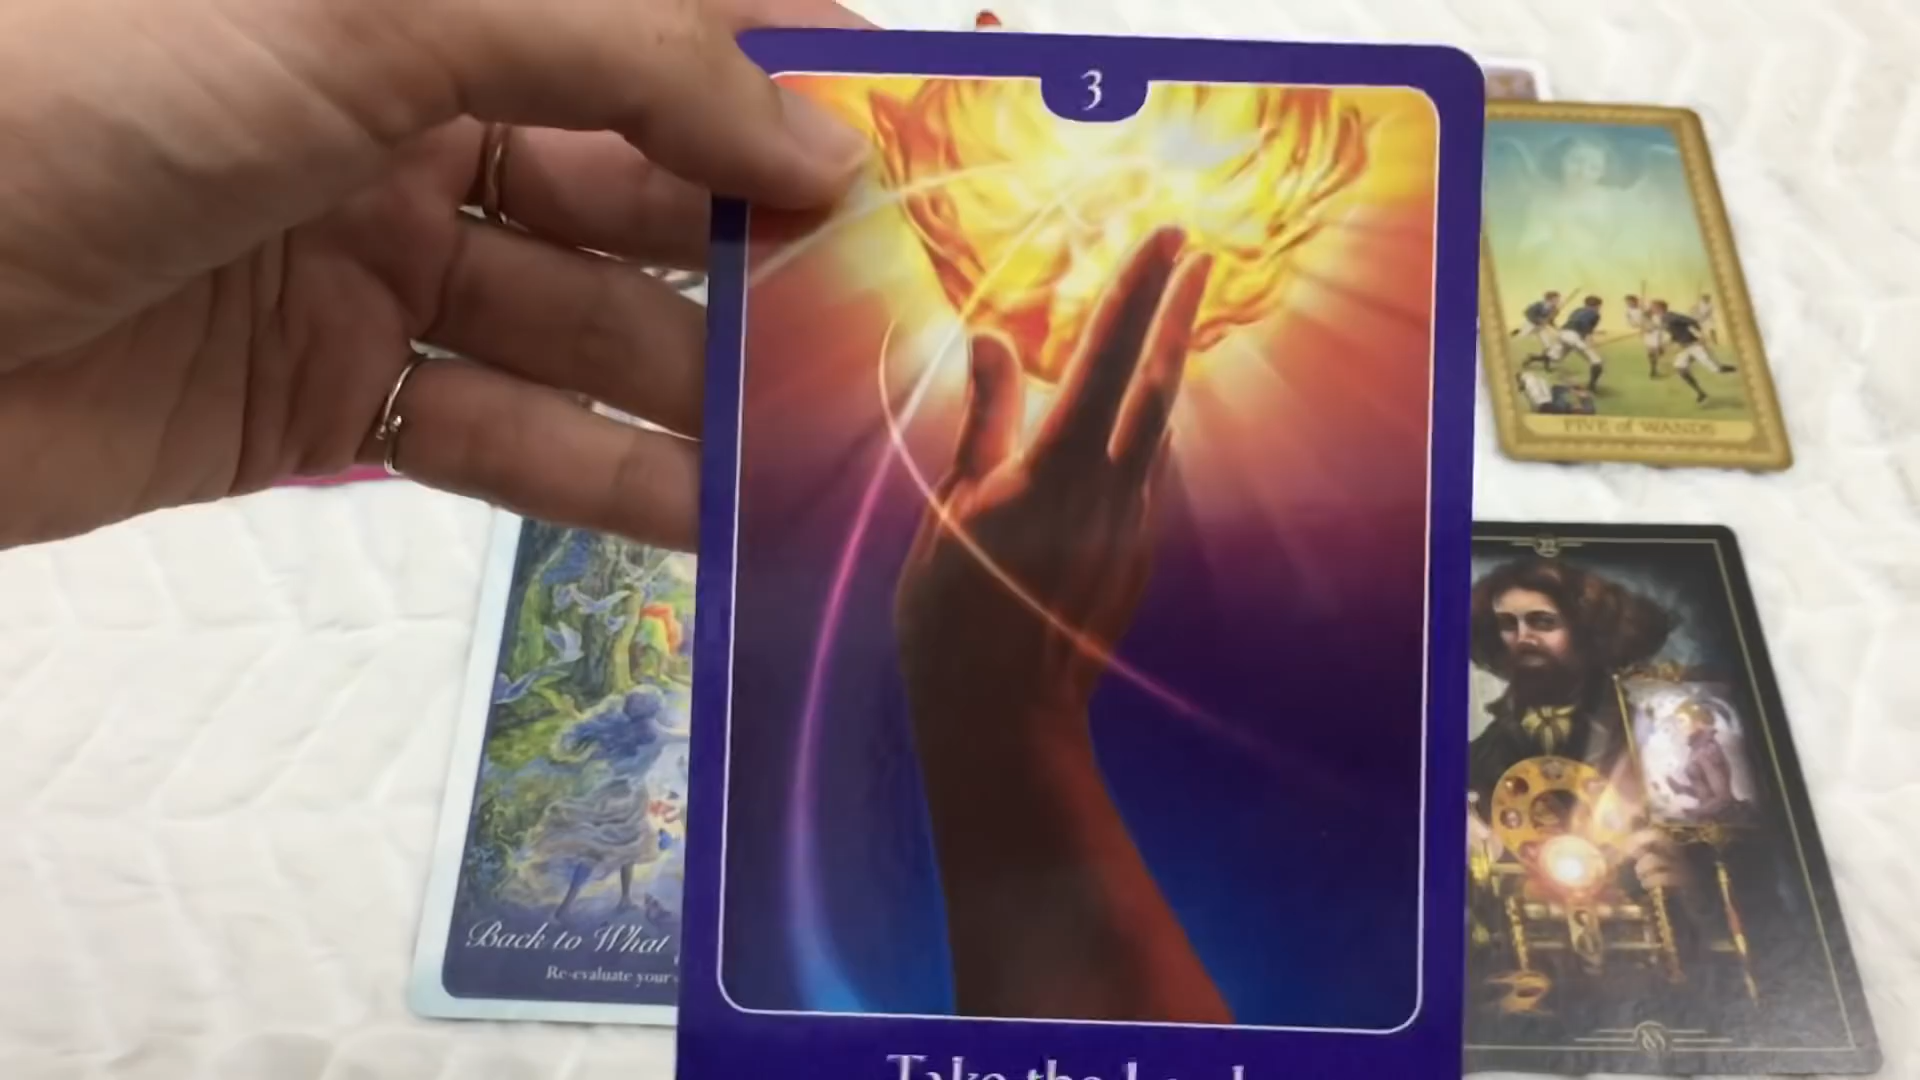 3
FIVE of WANDS
Back to What
Re-evaluate your
Take the